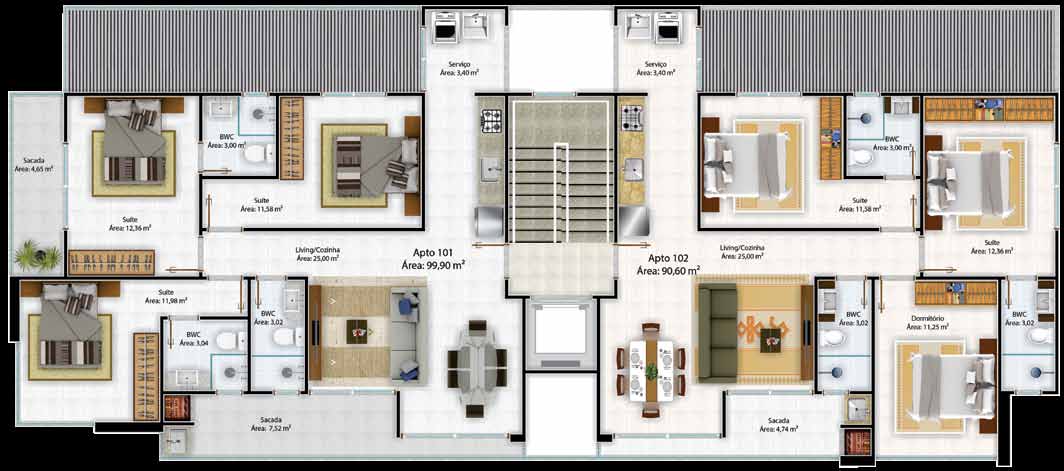 Serviço
Área: 3,40 m²
Serviço
Área: 3,40 m²
Sacada
Área: 4,65 m²
BWC
Área: 3,00 m²
Suíte
Área: 12,36 m²
Suíte
Área: 11,58 m²
Living/Cozinha
Área: 25,00 m²
Apto 101
Área: 99,90 m²
Suíte
Área: 11,98 m²
BWC
Área: 3,04
BWC
Área: 3,02
Sacada
Área: 7,52 m²
Apto 102
Área: 90,60 m²
Living/Cozinha
Área: 25,00 m²
Suíte
Área: 11,58 m²
BWC
Área: 3,00 m²
Suíte
Área: 12,36 m²
BWC
Área: 3,02
Dormitório
Área: 11,25 m²
BWC
Área: 3,02
Sacada
Área: 4,74 m²